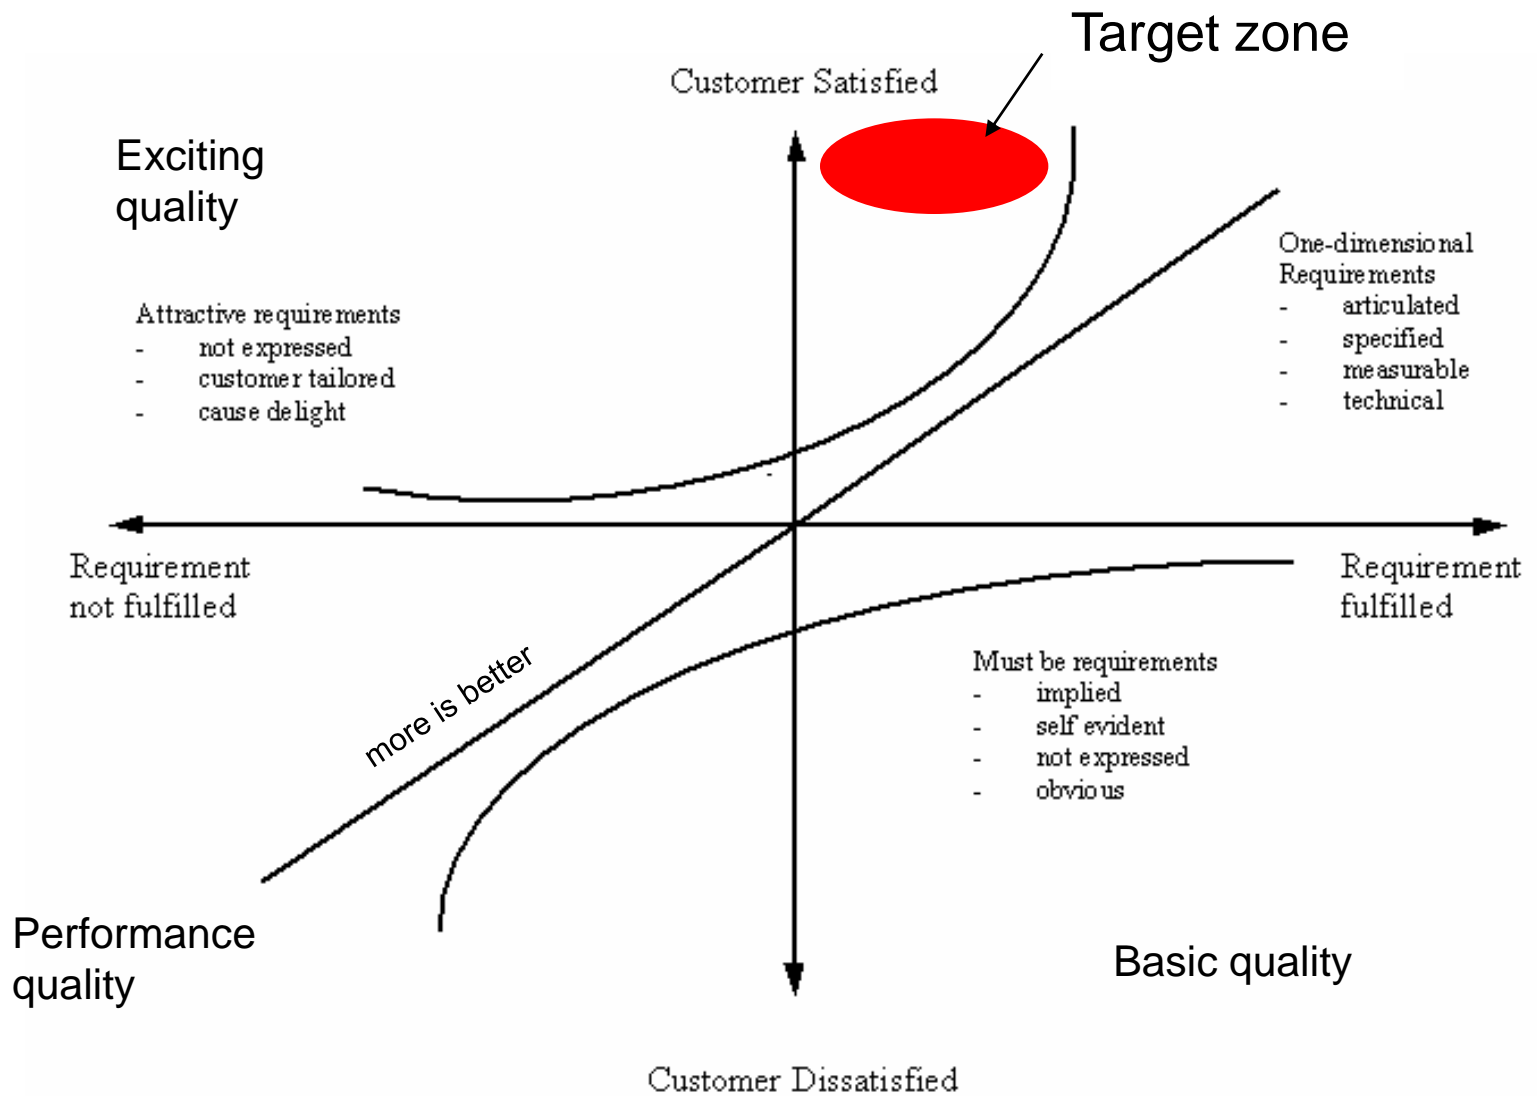 Target zone
Customer Satisfied
Exciting
quality
Attractive requirements
- not expressed
- customer tailored
- cause delight
One-dimensional
Requirements
- articulated
- specified
- measurable
- technical
Requirement
not fulfilled
Requirement
fulfilled
more is better
Must be requirements
- implied
- self evident
- not expressed
- obvious
Performance
quality
Basic quality
Customer Dissatisfied